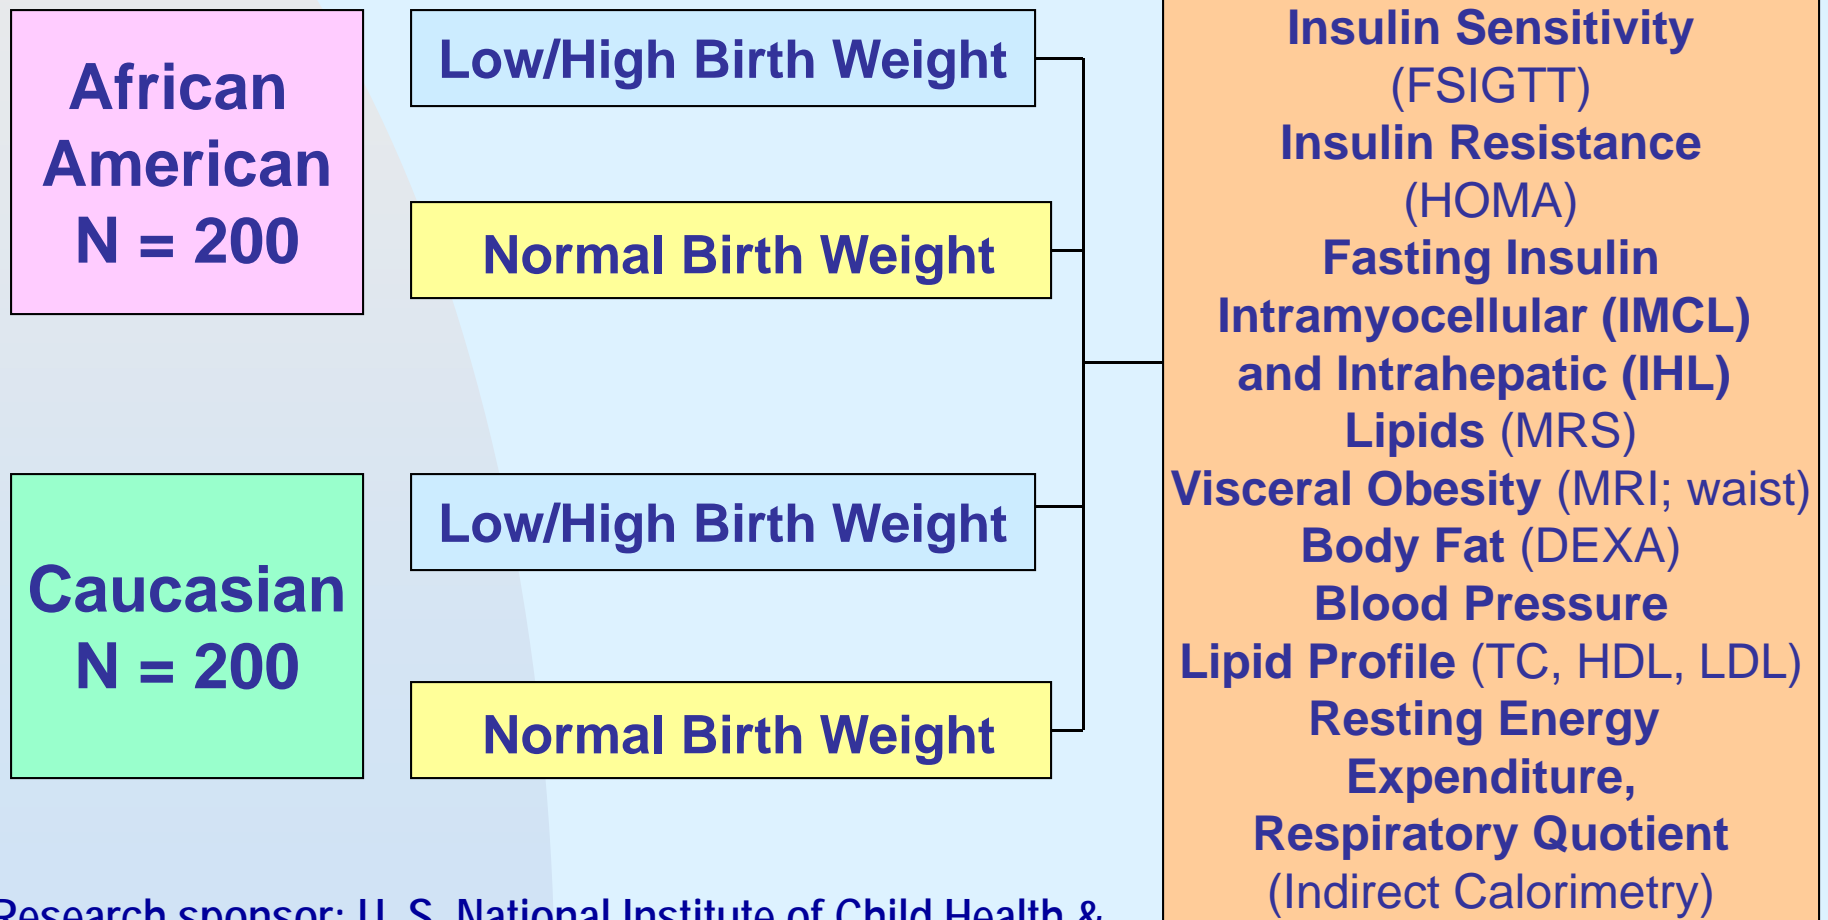 African
American
N = 200
Low/High Birth Weight
Normal Birth Weight
Caucasian
N = 200
Low/High Birth Weight
Normal Birth Weight
Insulin Sensitivity
(FSIGTT)
Insulin Resistance
(HOMA)
Fasting Insulin
Intramyocellular (IMCL)
and Intrahepatic (IHL)
Lipids (MRS)
Visceral Obesity (MRI; waist)
Body Fat (DEXA)
Blood Pressure
Lipid Profile (TC, HDL, LDL)
Resting Energy
Expenditure,
Respiratory Quotient
(Indirect Calorimetry)
Research sponsor: U. S. National Institute of Child Health &